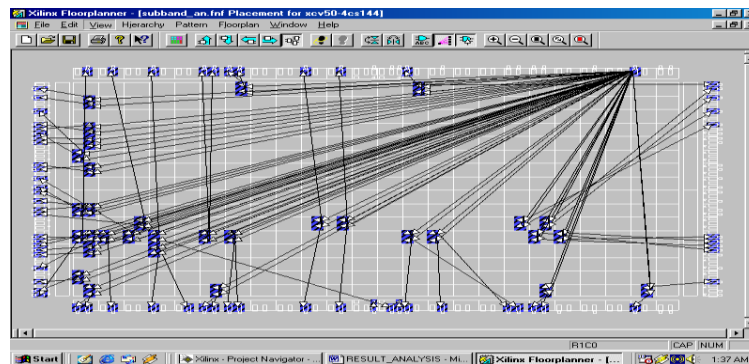 Xilinx Floorplanner - [subband_an.fnf Placement for xcv50-4cs144]
File Edit View Hierarchy Pattern Floorplan Window Help
ABC
R1C0 CAP NUM
Start Xilinx - Project Navigator - ... RESULT_ANALYSIS - Mi... Xilinx Floorplanner - [... 1:37 AM